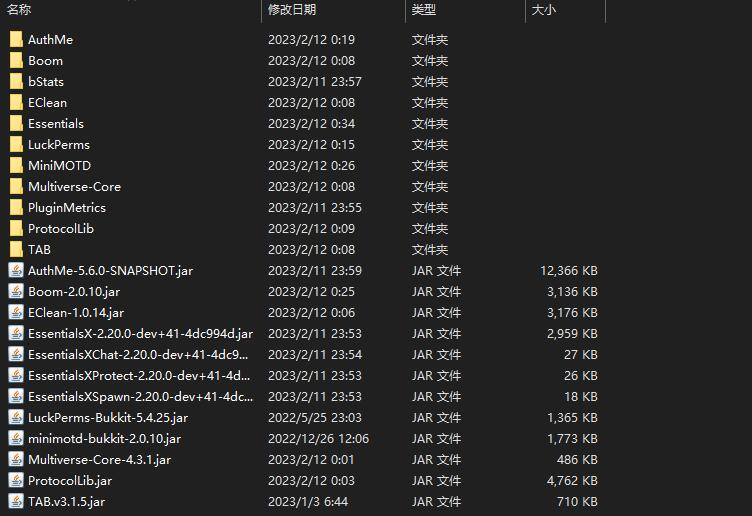 名称 修改日期 类型 大小
AuthMe 2023/2/12 0:19 文件夹
Boom 2023/2/12 0:08 文件夹
bStats 2023/2/11 23:57 文件夹
EClean 2023/2/12 0:08 文件夹
Essentials 2023/2/12 0:34 文件夹
LuckPerms 2023/2/12 0:15 文件夹
MiniMOTD 2023/2/12 0:26 文件夹
Multiverse-Core 2023/2/12 0:08 文件夹
PluginMetrics 2023/2/11 23:55 文件夹
ProtocolLib 2023/2/12 0:09 文件夹
TAB 2023/2/12 0:08 文件夹
AuthMe-5.6.0-SNAPSHOT.jar 2023/2/11 23:59 JAR 文件 12,366 KB
Boom-2.0.10.jar 2023/2/12 0:25 JAR 文件 3,136 KB
EClean-1.0.14.jar 2023/2/12 0:06 JAR 文件 3,176 KB
EssentialsX-2.20.0-dev+41-4dc994d.jar 2023/2/11 23:53 JAR 文件 2,959 KB
EssentialsXChat-2.20.0-dev+41-4dc9... 2023/2/11 23:54 JAR 文件 27 KB
EssentialsXProtect-2.20.0-dev+41-4d... 2023/2/11 23:53 JAR 文件 26 KB
EssentialsXSpawn-2.20.0-dev+41-4dc... 2023/2/11 23:53 JAR 文件 18 KB
LuckPerms-Bukkit-5.4.25.jar 2022/5/25 23:03 JAR 文件 1,365 KB
minimotd-bukkit-2.0.10.jar 2022/12/26 12:06 JAR 文件 1,773 KB
Multiverse-Core-4.3.1.jar 2023/2/12 0:01 JAR 文件 486 KB
ProtocolLib.jar 2023/2/12 0:03 JAR 文件 4,762 KB
TAB.v3.1.5.jar 2023/1/3 6:44 JAR 文件 710 KB